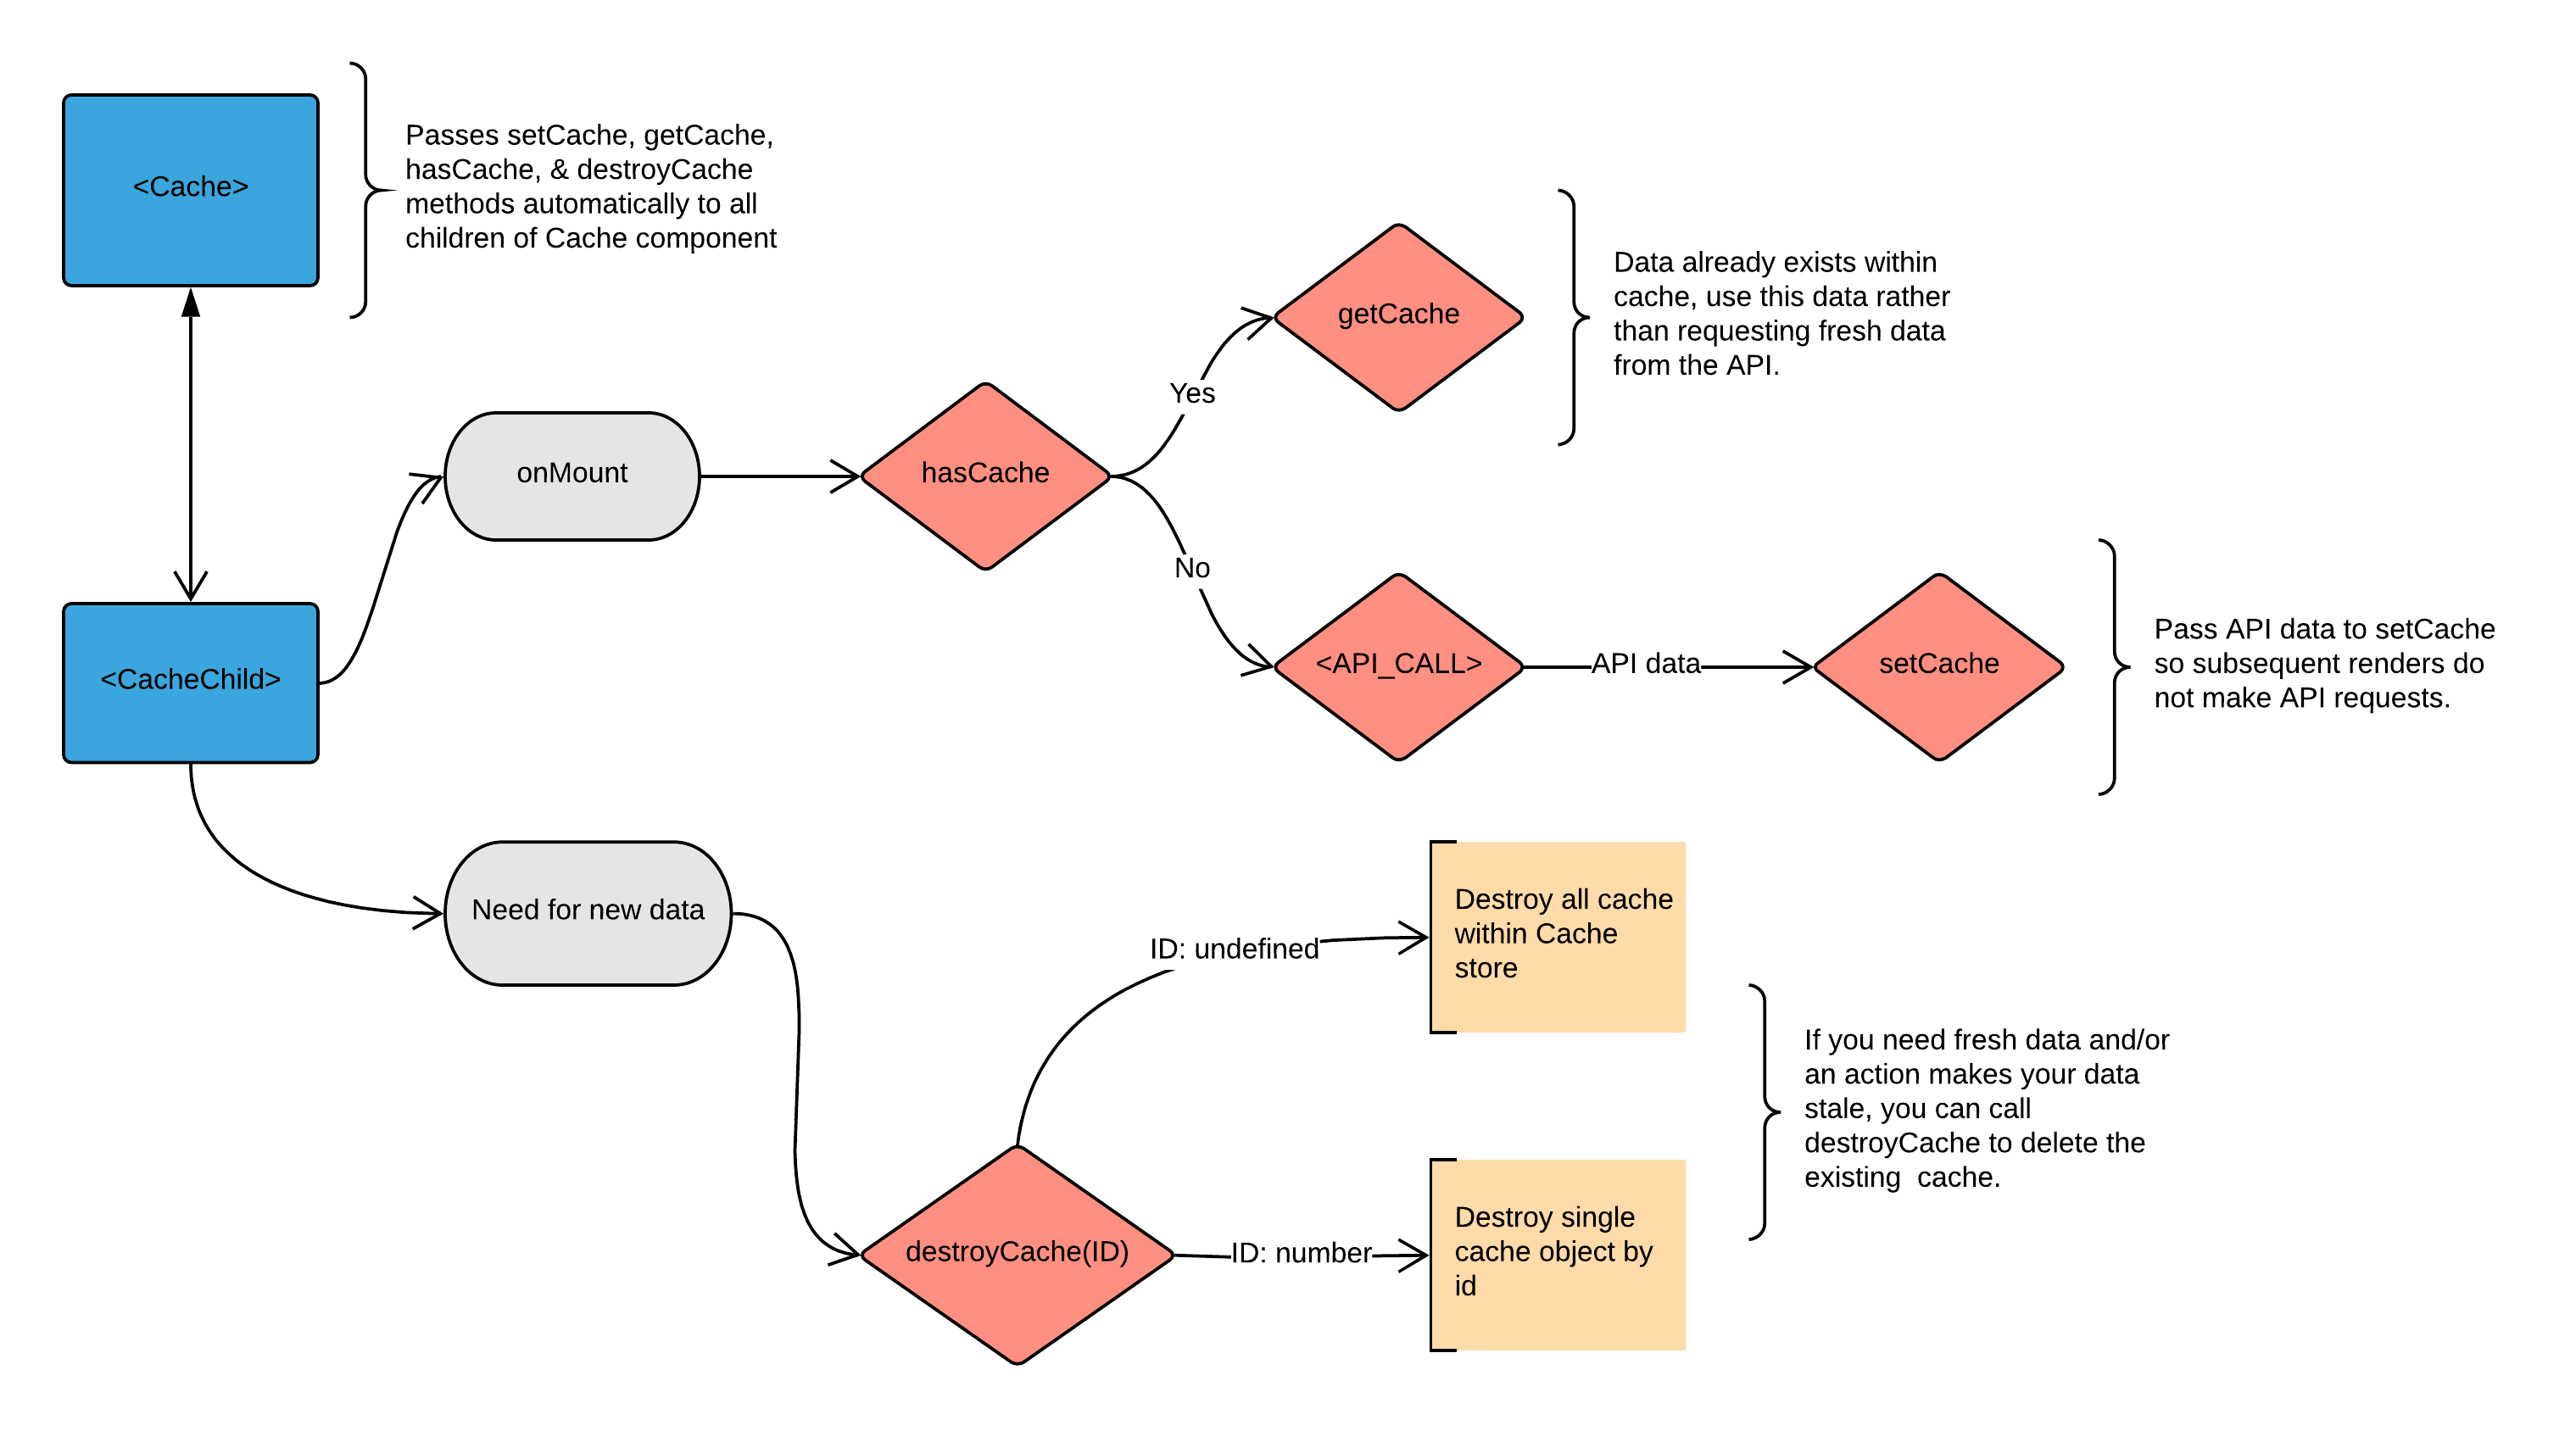 <Cache>
Passes setCache, getCache,
hasCache, & destroyCache
methods automatically to all
children of Cache component
getCache
Data already exists within
cache, use this data rather
than requesting fresh data
from the API.
Yes
onMount
hasCache
No
<CacheChild>
<API_CALL>
API data
setCache
Pass API data to setCache
so subsequent renders do
not make API requests.
Need for new data
ID: undefined
Destroy all cache
within Cache
store
If you need fresh data and/or
an action makes your data
stale, you can call
destroyCache to delete the
existing  cache.
destroyCache(ID)
ID: number
Destroy single
cache object by
id